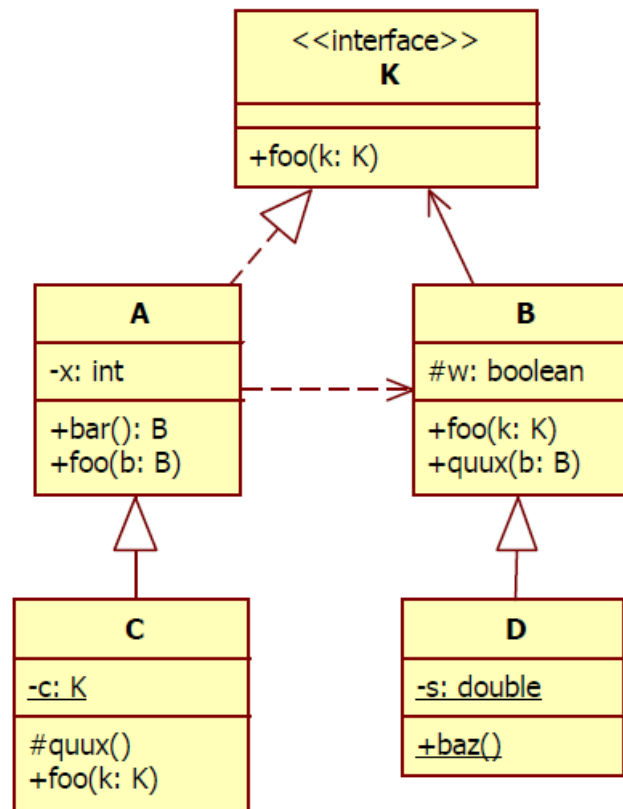 <<interface>>
K
+foo(k: K)
A
-x: int
+bar(): B
+foo(b: B)
B
#w: boolean
+foo(k: K)
+quux(b: B)
C
-c: K
#quux()
+foo(k: K)
D
-s: double
+baz()